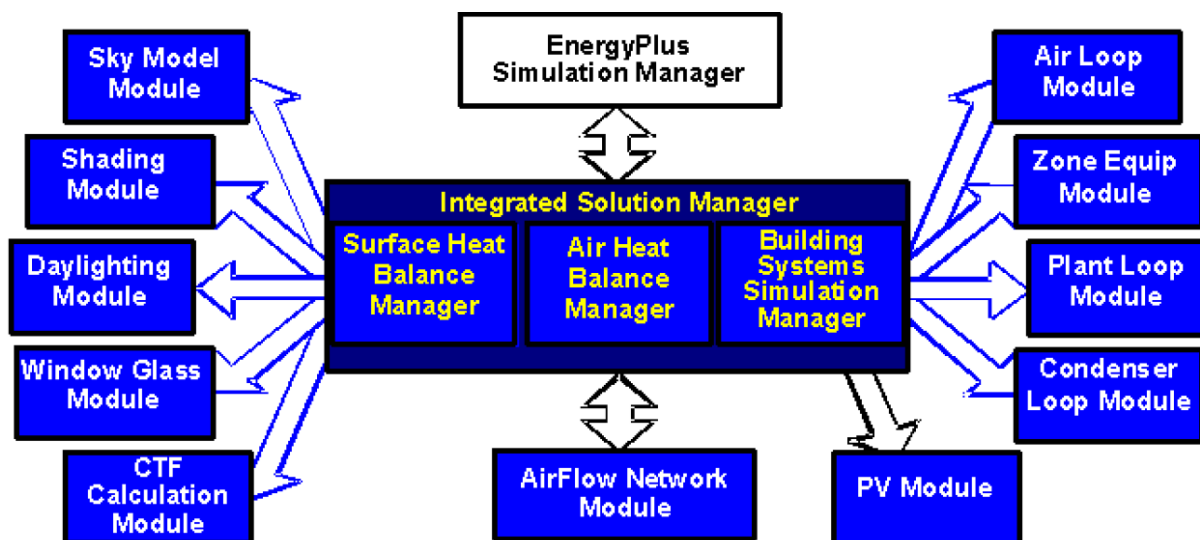 EnergyPlus
Simulation Manager
Sky Model
Module
Shading
Module
Daylighting
Module
Window Glass
Module
CTF
Calculation
Module
Integrated Solution Manager
Surface Heat
Balance
Manager
Air Heat
Balance
Manager
Building
Systems
Simulation
Manager
AirFlow Network
Module
Air Loop
Module
Zone Equip
Module
Plant Loop
Module
Condenser
Loop Module
PV Module